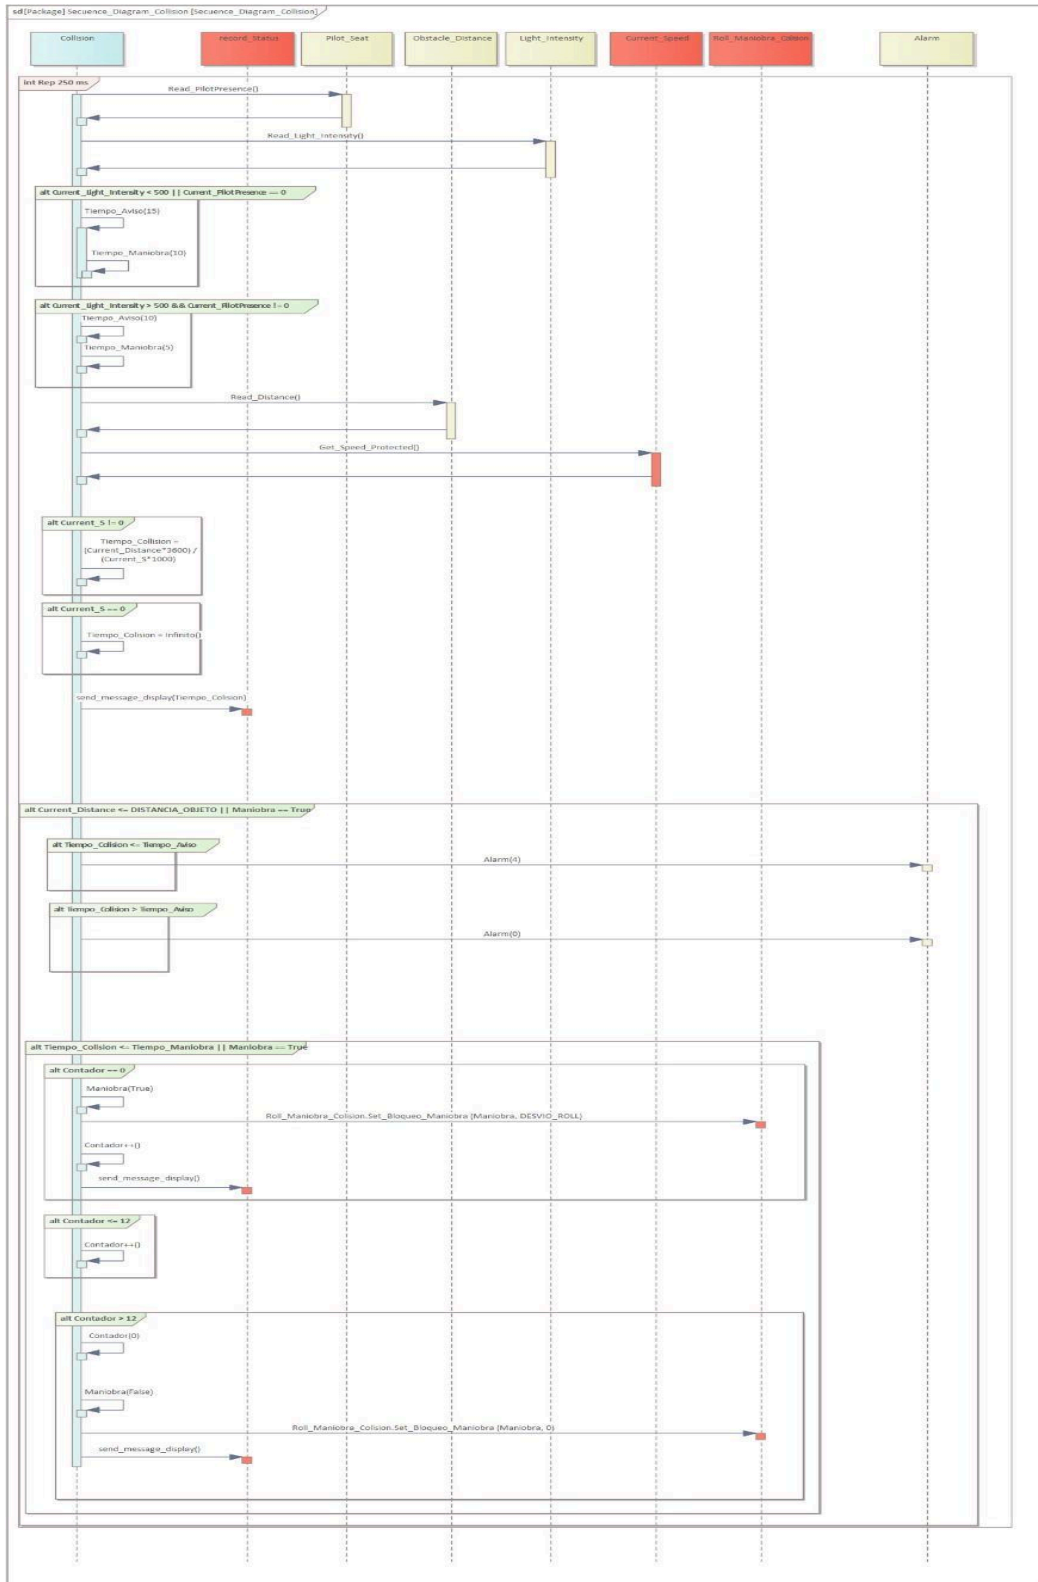 sd [Package] Secuence_Diagram_Collision [Secuence_Diagram_Collision]
Collision
record_Status
Pilot_Seat
Obstacle_Distance
Light_Intensity
Current_Speed
Alarm
int Rep 250 ms
Read_PilotPresence()
Read_Light_Intensity()
alt Current_Light_Intensity < 500 || Current_PilotPresence == 0
Tiempo_Aviso(15)
Tiempo_Maniobra(10)
alt Current_Light_Intensity > 500 && Current_PilotPresence != 0
Tiempo_Aviso(10)
Tiempo_Maniobra(5)
Read_Distance()
Get_Speed_Protected()
alt Current_S != 0
Tiempo_Collision =
(Current_Distance*3600) /
(Current_S*1000)
alt Current_S == 0
Tiempo_Colision = Infinito()
send_message_display(Tiempo_Colision)
alt Current_Distance <= DISTANCIA_OBJETO || Maniobra == True
alt Tiempo_Colision <= Tiempo_Aviso
Alarm(4)
alt Tiempo_Colision > Tiempo_Aviso
Alarm(0)
alt Tiempo_Colision <= Tiempo_Maniobra || Maniobra == True
alt Contador == 0
Maniobra(True)
Roll_Maniobra_Colision.Set_Bloqueo_Maniobra (Maniobra, DESVIO_ROLL)
Contador++()
send_message_display()
alt Contador <= 12
Contador++()
alt Contador > 12
Contador(0)
Maniobra(False)
Roll_Maniobra_Colision.Set_Bloqueo_Maniobra (Maniobra, 0)
send_message_display()